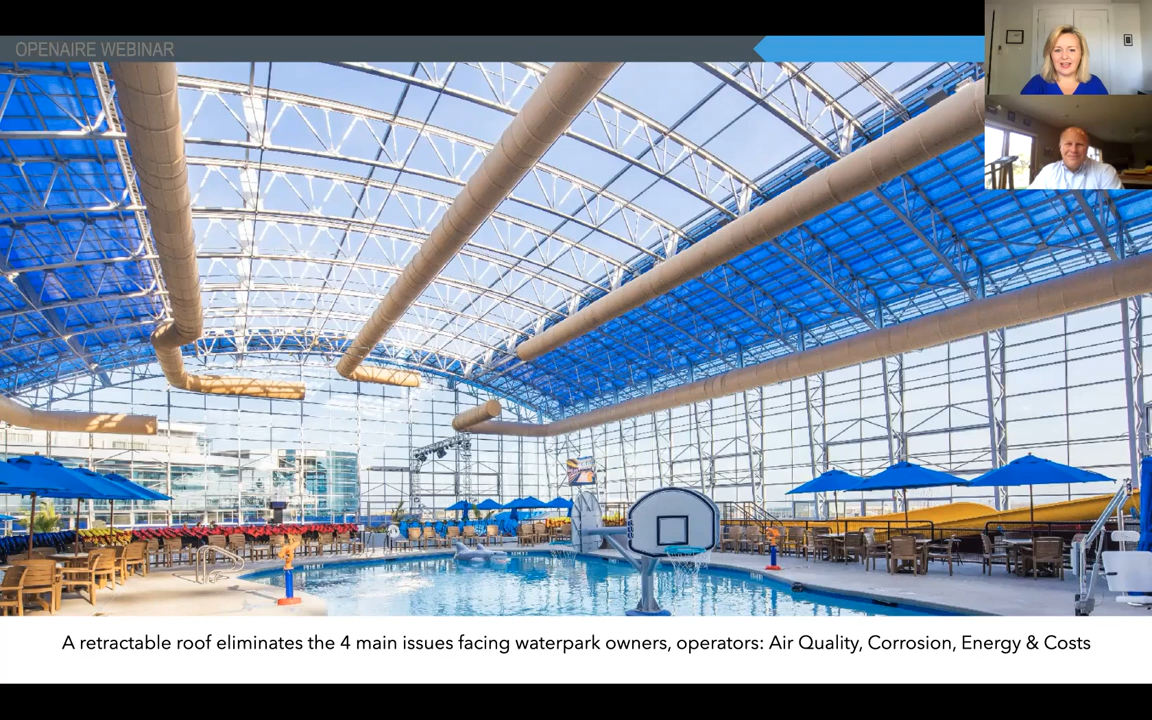 OPENAIRE WEBINAR
A retractable roof eliminates the 4 main issues facing waterpark owners, operators: Air Quality, Corrosion, Energy & Costs